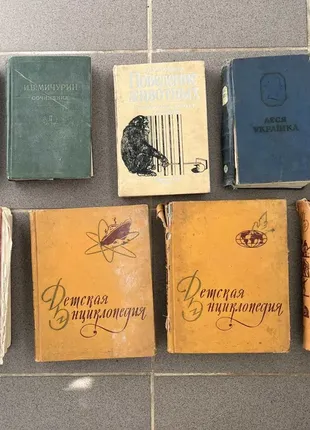 И.В.МИЧУРИН
СОЧИНЕНИЯ
Поведение
животных
ЛЕСЯ
УКРАЇНКА
Детская
Энциклопедия
Детская
Энциклопедия